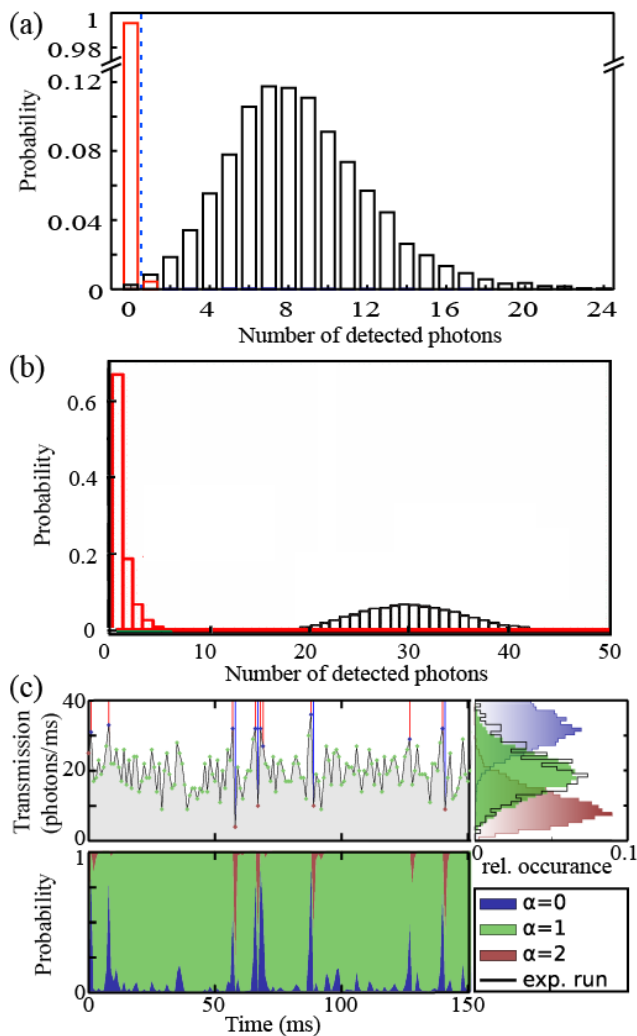 (a)
1
0.98
0.12
0.08
0.04
0
Probability
0 4 8 12 16 20 24
Number of detected photons
(b)
0.6
0.4
0.2
0
Probability
0 10 20 30 40 50
Number of detected photons
(c)
40
20
0
Transmission
(photons/ms)
0 0.1
rel. occurance
1
0
Probability
0 50 100 150
Time (ms)
α=0
α=1
α=2
exp. run